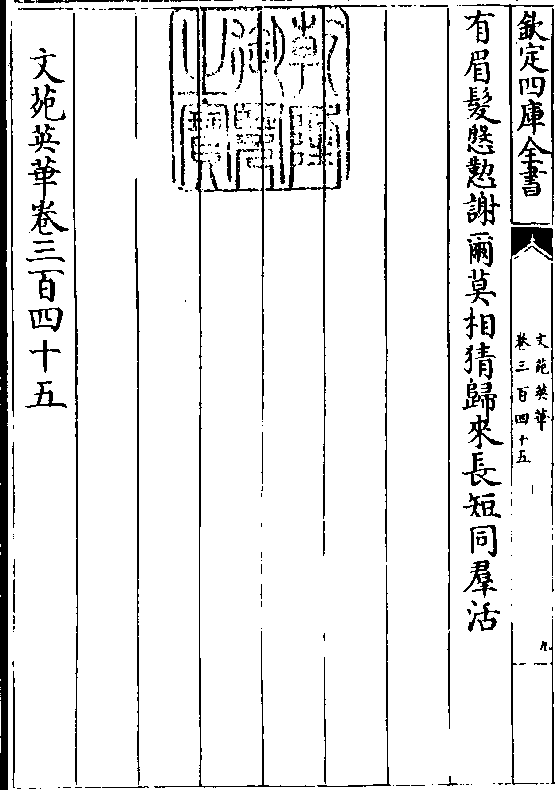 欽定四庫全書
文苑英華
卷三百四十五
九
有眉髮慇懃謝爾莫相猜歸來長短同羣活
乾隆御覽之寶
文苑英華卷三百四十五